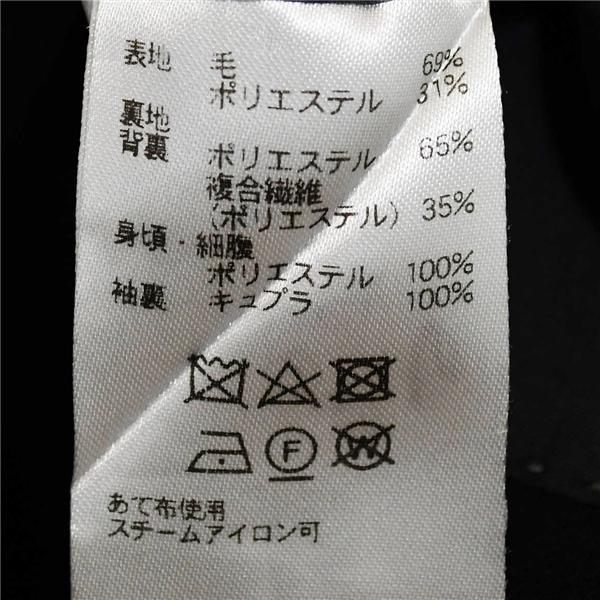 表地 毛 69%
ポリエステル 31%
裏地
背裏 ポリエステル 65%
複合繊維
(ポリエステル) 35%
身頃・細腹
ポリエステル 100%
袖裏 キュプラ 100%
F W
あて布使用
スチームアイロン可